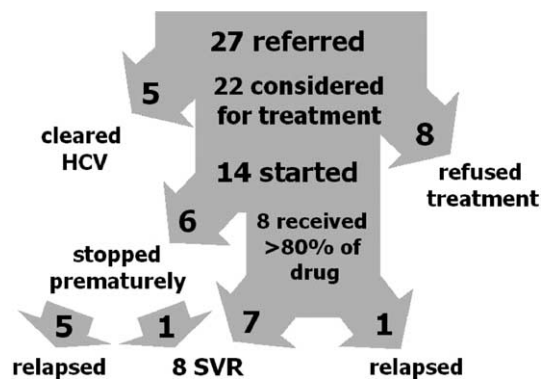 27 referred
5
22 considered
for treatment
8
cleared
HCV
refused
treatment
14 started
6
8 received
>80% of
drug
stopped
prematurely
5
1
7
1
relapsed
8 SVR
relapsed